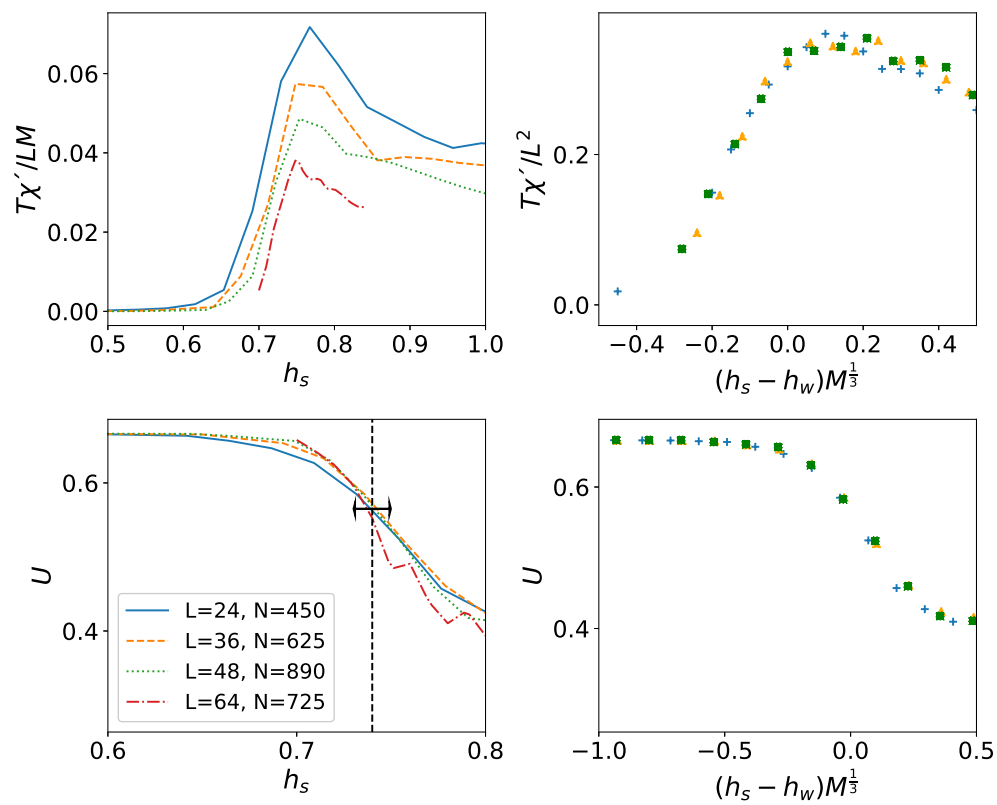 Tχ′/LM
0.06
0.04
0.02
0.00
0.5 0.6 0.7 0.8 0.9 1.0
h_s
Tχ′/L²
0.2
0.0
−0.4 −0.2 0.0 0.2 0.4
(h_s − h_w)M^{1/3}
U
0.6
0.4
L=24, N=450
L=36, N=625
L=48, N=890
L=64, N=725
0.6 0.7 0.8
h_s
U
0.6
0.4
−1.0 −0.5 0.0 0.5
(h_s − h_w)M^{1/3}